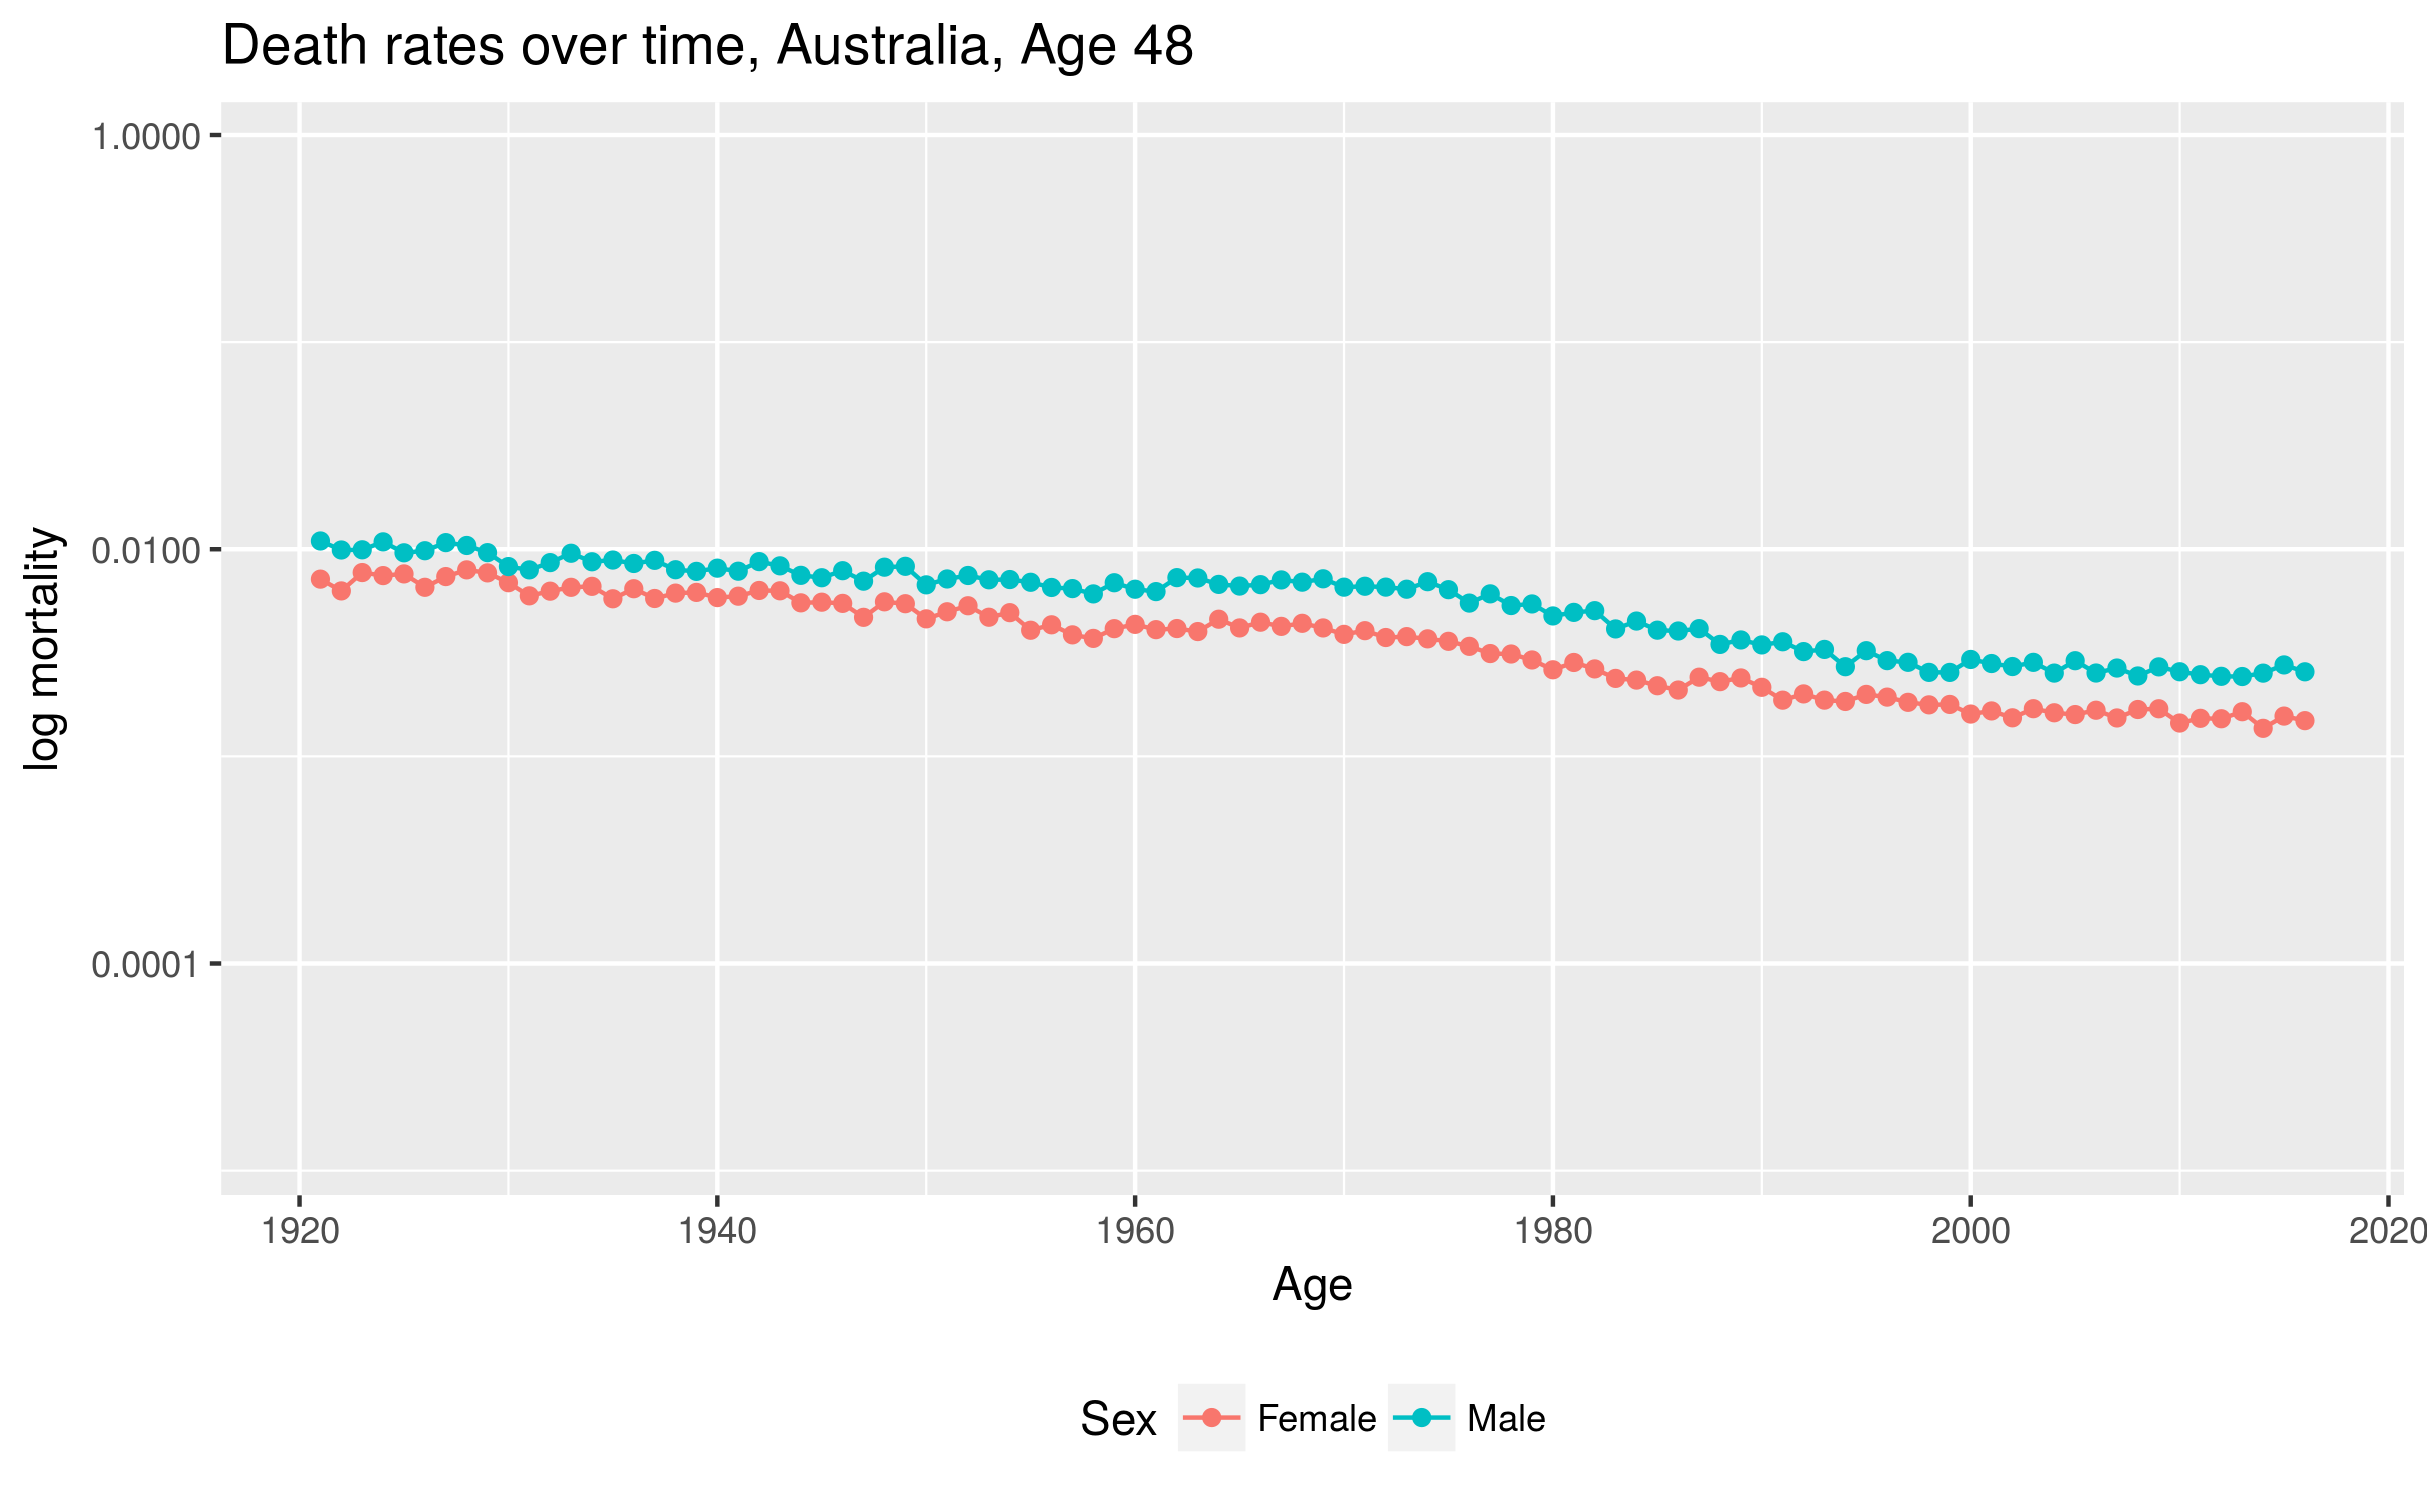 Death rates over time, Australia, Age 48
log mortality
1.0000
0.0100
0.0001
1920 1940 1960 1980 2000 2020
Age
Sex Female Male